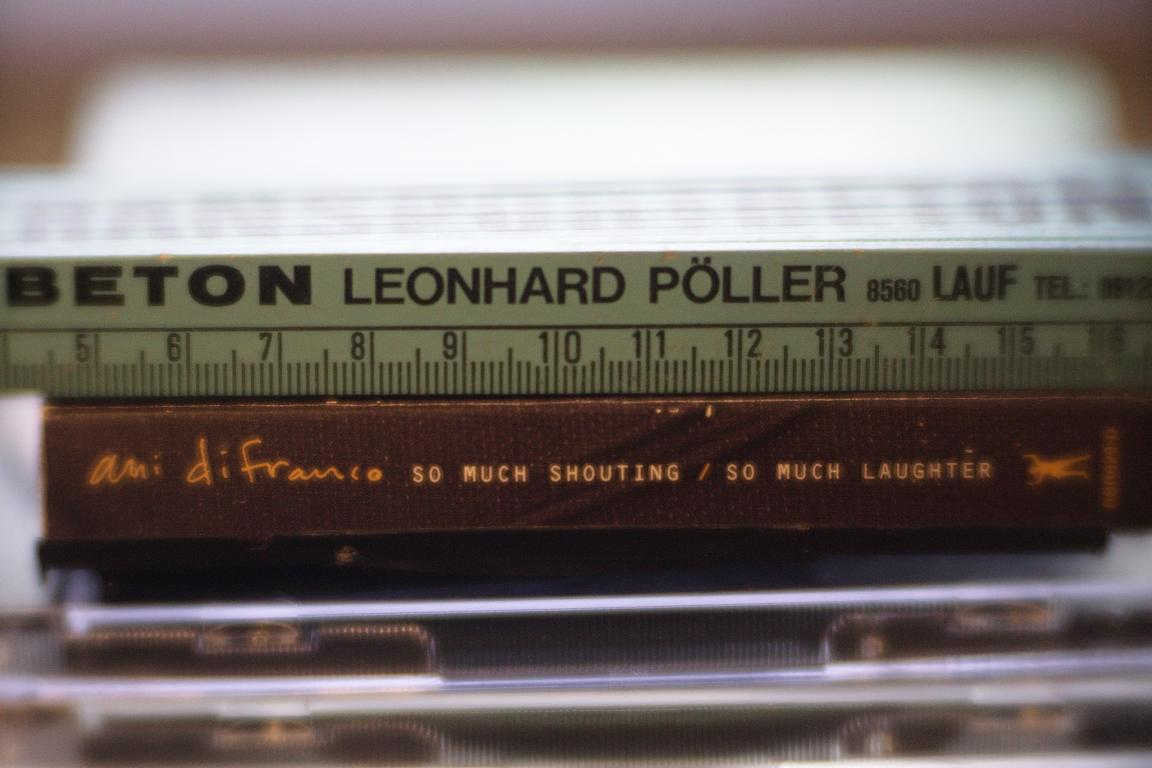 BETON LEONHARD PÖLLER 8560 LAUF TEL.:
5 6 7 8 9 10 11 12 13 14 15 16
ani difranco SO MUCH SHOUTING / SO MUCH LAUGHTER